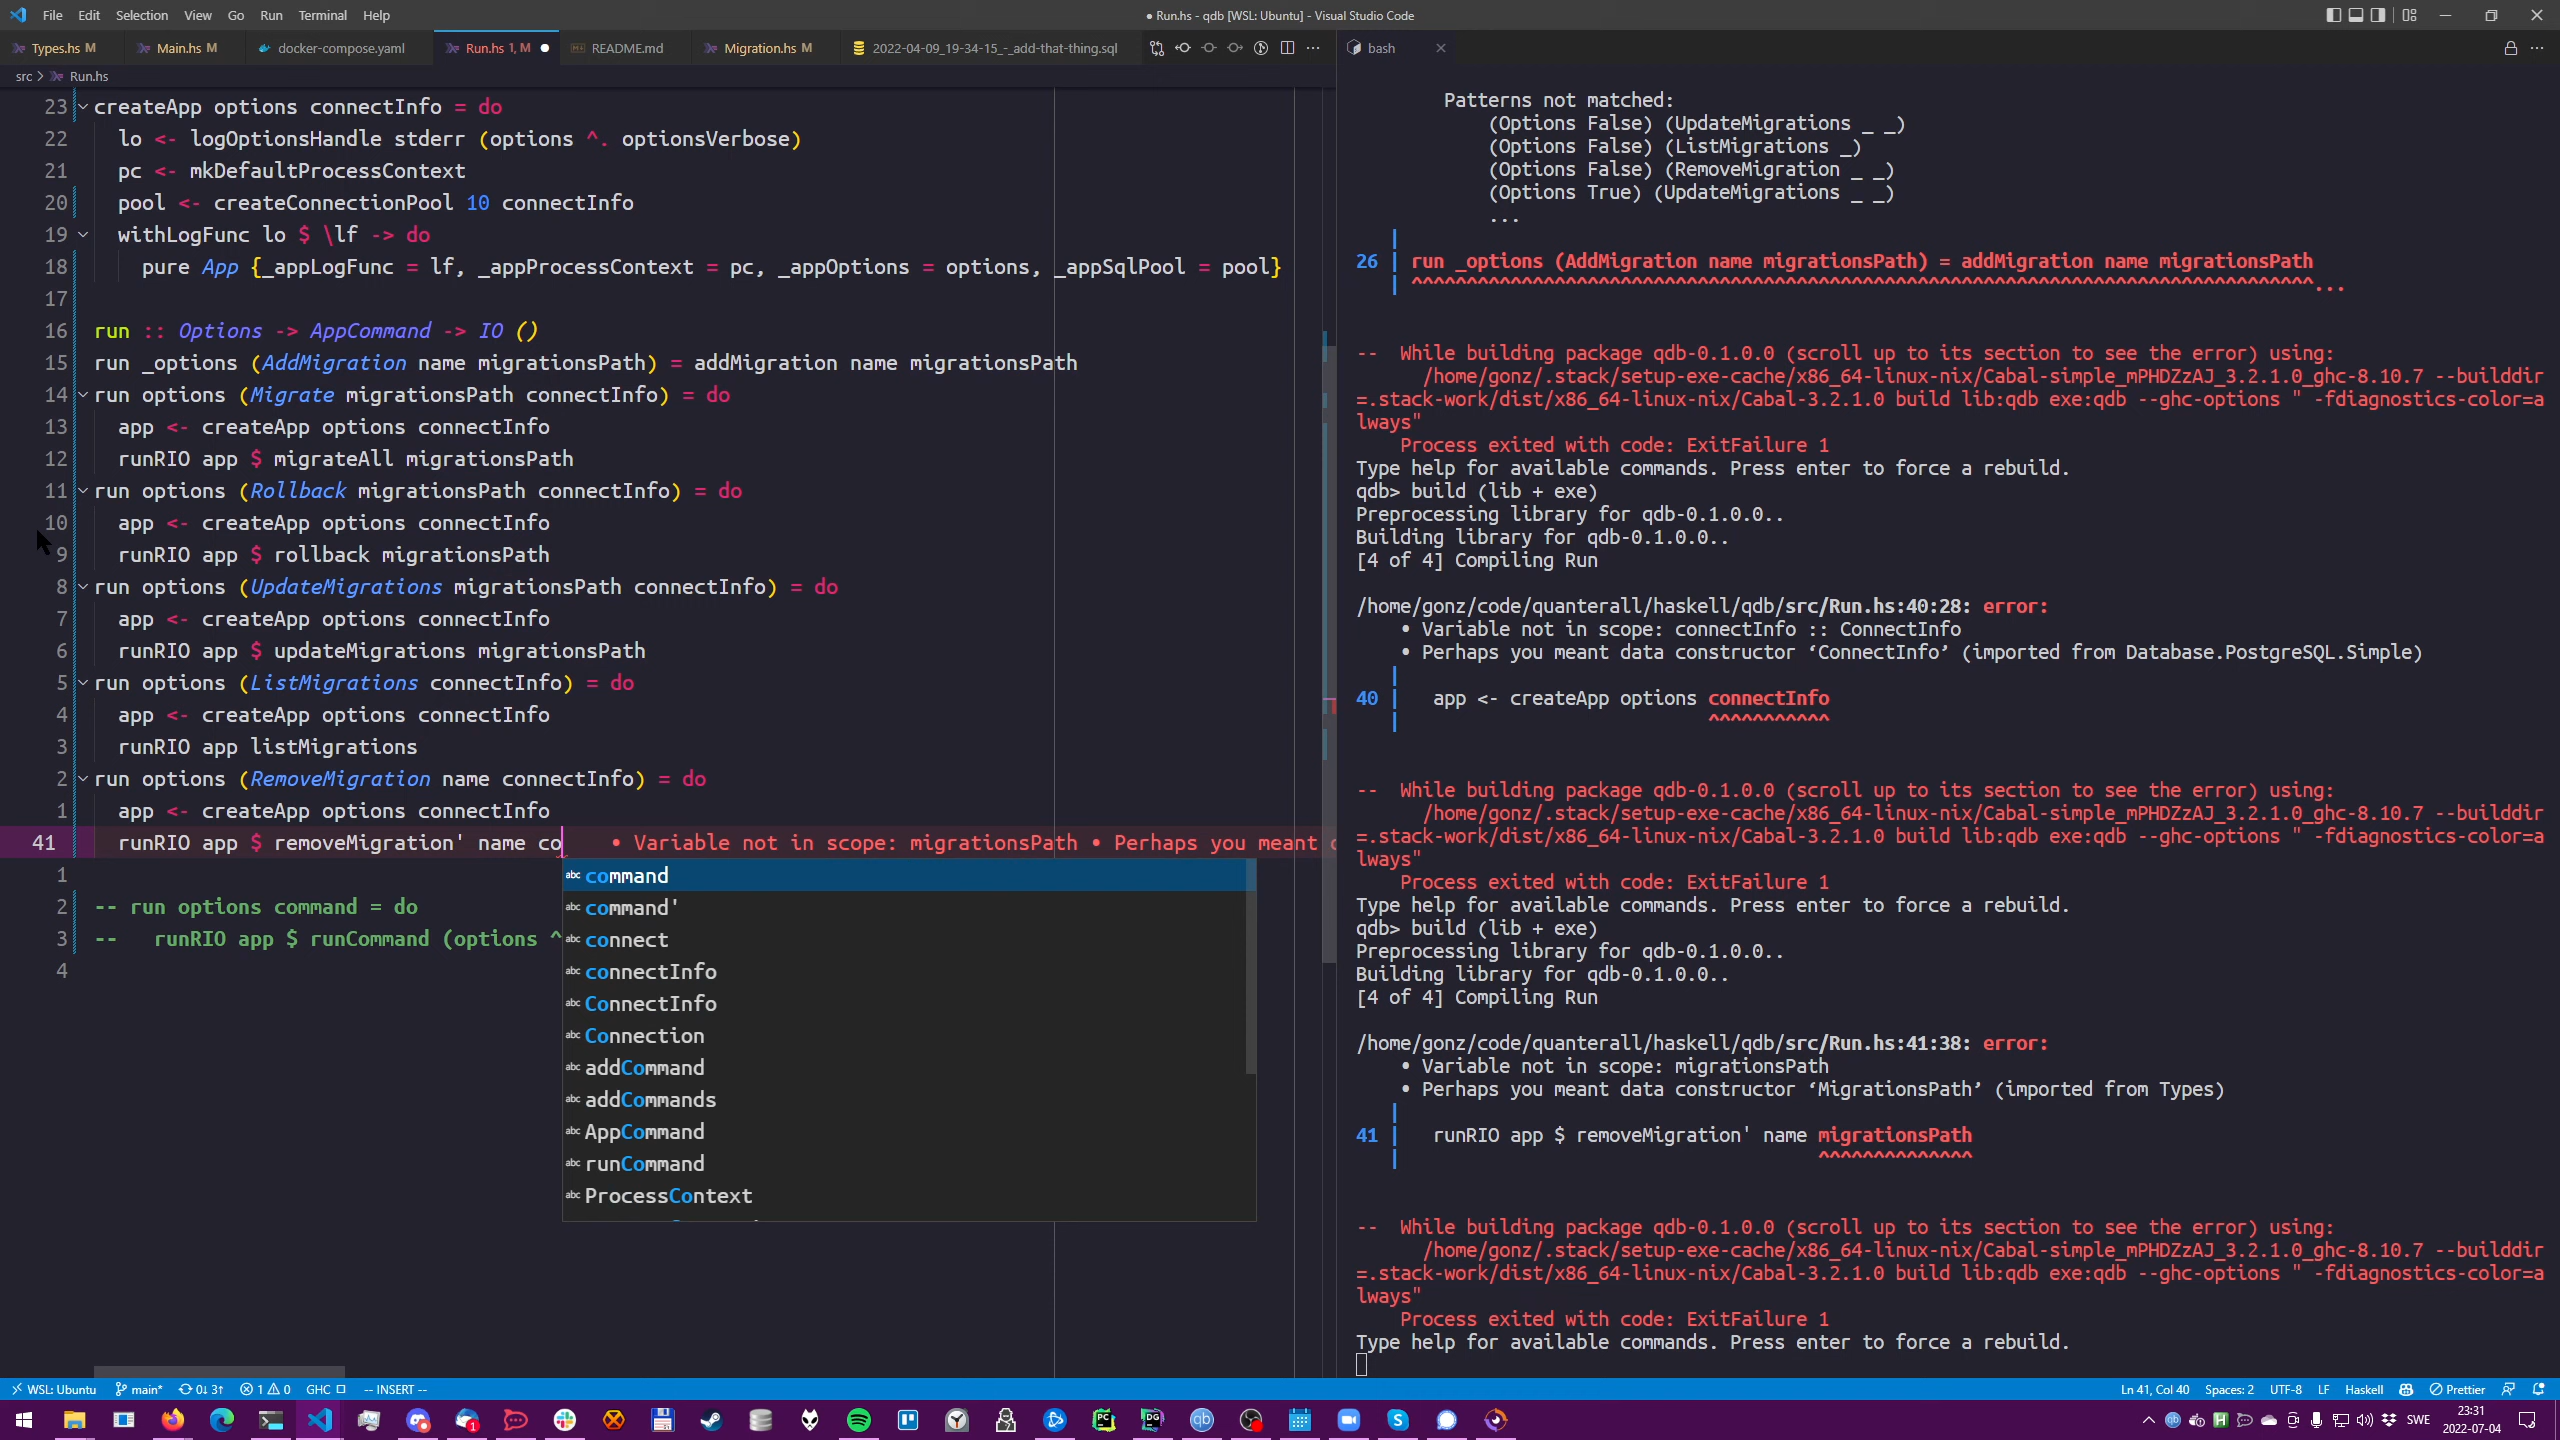 File Edit Selection View Go Run Terminal Help
● Run.hs - qdb [WSL: Ubuntu] - Visual Studio Code
Types.hs M Main.hs M docker-compose.yaml Run.hs 1, M README.md Migration.hs M 2022-04-09_19-34-15_-_add-that-thing.sql
src > Run.hs
23 createApp options connectInfo = do
22 lo <- logOptionsHandle stderr (options ^. optionsVerbose)
21 pc <- mkDefaultProcessContext
20 pool <- createConnectionPool 10 connectInfo
19 withLogFunc lo $ \lf -> do
18 pure App {_appLogFunc = lf, _appProcessContext = pc, _appOptions = options, _appSqlPool = pool}
17
16 run :: Options -> AppCommand -> IO ()
15 run _options (AddMigration name migrationsPath) = addMigration name migrationsPath
14 run options (Migrate migrationsPath connectInfo) = do
13 app <- createApp options connectInfo
12 runRIO app $ migrateAll migrationsPath
11 run options (Rollback migrationsPath connectInfo) = do
10 app <- createApp options connectInfo
9 runRIO app $ rollback migrationsPath
8 run options (UpdateMigrations migrationsPath connectInfo) = do
7 app <- createApp options connectInfo
6 runRIO app $ updateMigrations migrationsPath
5 run options (ListMigrations connectInfo) = do
4 app <- createApp options connectInfo
3 runRIO app listMigrations
2 run options (RemoveMigration name connectInfo) = do
1 app <- createApp options connectInfo
41 runRIO app $ removeMigration' name co • Variable not in scope: migrationsPath • Perhaps you meant
1
2 -- run options command = do
3 -- runRIO app $ runCommand (options ^
4
abc command
abc command'
abc connect
abc connectInfo
abc ConnectInfo
abc Connection
abc addCommand
abc addCommands
abc AppCommand
abc runCommand
abc ProcessContext
bash
Patterns not matched:
(Options False) (UpdateMigrations _ _)
(Options False) (ListMigrations _)
(Options False) (RemoveMigration _ _)
(Options True) (UpdateMigrations _ _)
...
|
26 | run _options (AddMigration name migrationsPath) = addMigration name migrationsPath
| ^^^^^^^^^^^^^^^^^^^^^^^^^^^^^^^^^^^^^^^^^^^^^^^^^^^^^^^^^^^^^^^^^^^^^^^^^^^^^^^^^^...
-- While building package qdb-0.1.0.0 (scroll up to its section to see the error) using:
/home/gonz/.stack/setup-exe-cache/x86_64-linux-nix/Cabal-simple_mPHDZzAJ_3.2.1.0_ghc-8.10.7 --builddir
=.stack-work/dist/x86_64-linux-nix/Cabal-3.2.1.0 build lib:qdb exe:qdb --ghc-options " -fdiagnostics-color=a
lways"
Process exited with code: ExitFailure 1
Type help for available commands. Press enter to force a rebuild.
qdb> build (lib + exe)
Preprocessing library for qdb-0.1.0.0..
Building library for qdb-0.1.0.0..
[4 of 4] Compiling Run
/home/gonz/code/quanterall/haskell/qdb/src/Run.hs:40:28: error:
• Variable not in scope: connectInfo :: ConnectInfo
• Perhaps you meant data constructor ‘ConnectInfo’ (imported from Database.PostgreSQL.Simple)
|
40 | app <- createApp options connectInfo
| ^^^^^^^^^^^
-- While building package qdb-0.1.0.0 (scroll up to its section to see the error) using:
/home/gonz/.stack/setup-exe-cache/x86_64-linux-nix/Cabal-simple_mPHDZzAJ_3.2.1.0_ghc-8.10.7 --builddir
=.stack-work/dist/x86_64-linux-nix/Cabal-3.2.1.0 build lib:qdb exe:qdb --ghc-options " -fdiagnostics-color=a
lways"
Process exited with code: ExitFailure 1
Type help for available commands. Press enter to force a rebuild.
qdb> build (lib + exe)
Preprocessing library for qdb-0.1.0.0..
Building library for qdb-0.1.0.0..
[4 of 4] Compiling Run
/home/gonz/code/quanterall/haskell/qdb/src/Run.hs:41:38: error:
• Variable not in scope: migrationsPath
• Perhaps you meant data constructor ‘MigrationsPath’ (imported from Types)
|
41 | runRIO app $ removeMigration' name migrationsPath
| ^^^^^^^^^^^^^^
-- While building package qdb-0.1.0.0 (scroll up to its section to see the error) using:
/home/gonz/.stack/setup-exe-cache/x86_64-linux-nix/Cabal-simple_mPHDZzAJ_3.2.1.0_ghc-8.10.7 --builddir
=.stack-work/dist/x86_64-linux-nix/Cabal-3.2.1.0 build lib:qdb exe:qdb --ghc-options " -fdiagnostics-color=a
lways"
Process exited with code: ExitFailure 1
Type help for available commands. Press enter to force a rebuild.
WSL: Ubuntu main* 0↓ 3↑ 1 0 GHC -- INSERT -- Ln 41, Col 40 Spaces: 2 UTF-8 LF Haskell Prettier
SWE 23:31
2022-07-04